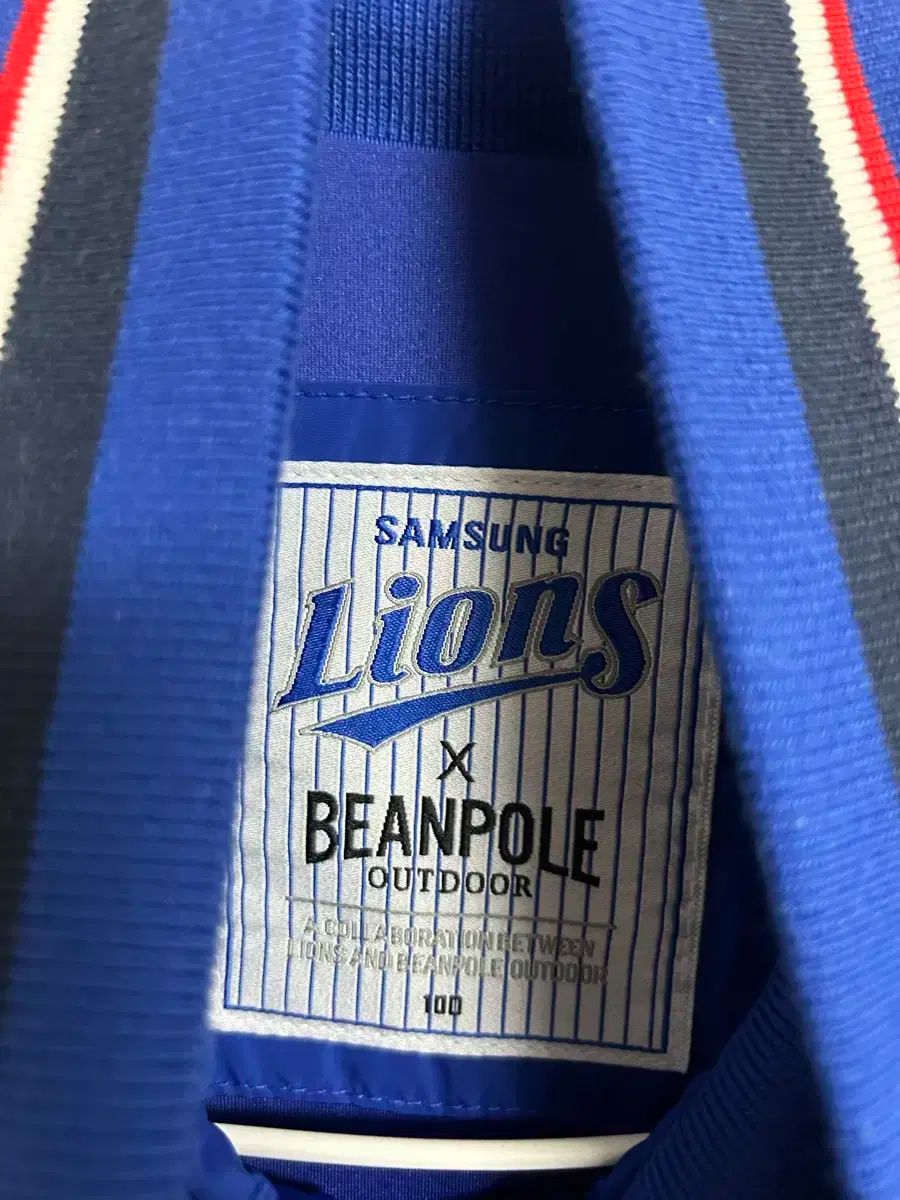 SAMSUNG
Lions
X
BEANPOLE
OUTDOOR
A COLLABORATION BETWEEN
LIONS AND BEANPOLE OUTDOOR
100